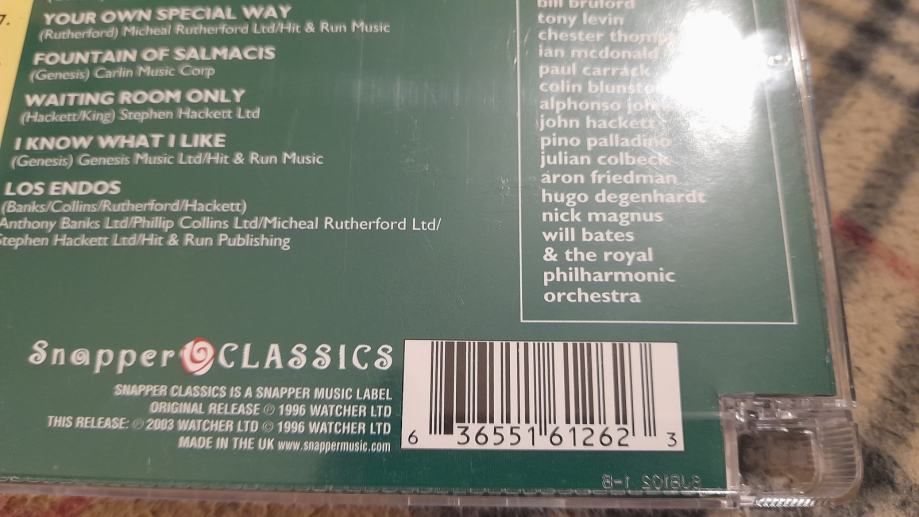 7.
YOUR OWN SPECIAL WAY
(Rutherford) Micheal Rutherford Ltd/Hit & Run Music
FOUNTAIN OF SALMACIS
(Genesis) Carlin Music Corp
WAITING ROOM ONLY
(Hackett/King) Stephen Hackett Ltd
I KNOW WHAT I LIKE
(Genesis) Genesis Music Ltd/Hit & Run Music
LOS ENDOS
(Banks/Collins/Rutherford/Hackett)
Anthony Banks Ltd/Phillip Collins Ltd/Micheal Rutherford Ltd/
Stephen Hackett Ltd/Hit & Run Publishing
bill bruford
tony levin
chester
ian mcdonald
paul carrack
colin
alphonso
john hackett
pino palladino
julian colbeck
aron friedman
hugo degenhardt
nick magnus
will bates
& the royal
philharmonic
orchestra
Snapper CLASSICS
SNAPPER CLASSICS IS A SNAPPER MUSIC LABEL
ORIGINAL RELEASE ℗ 1996 WATCHER LTD
THIS RELEASE: ℗ 2003 WATCHER LTD © 1996 WATCHER LTD
MADE IN THE UK www.snappermusic.com
6 36551 61262 3